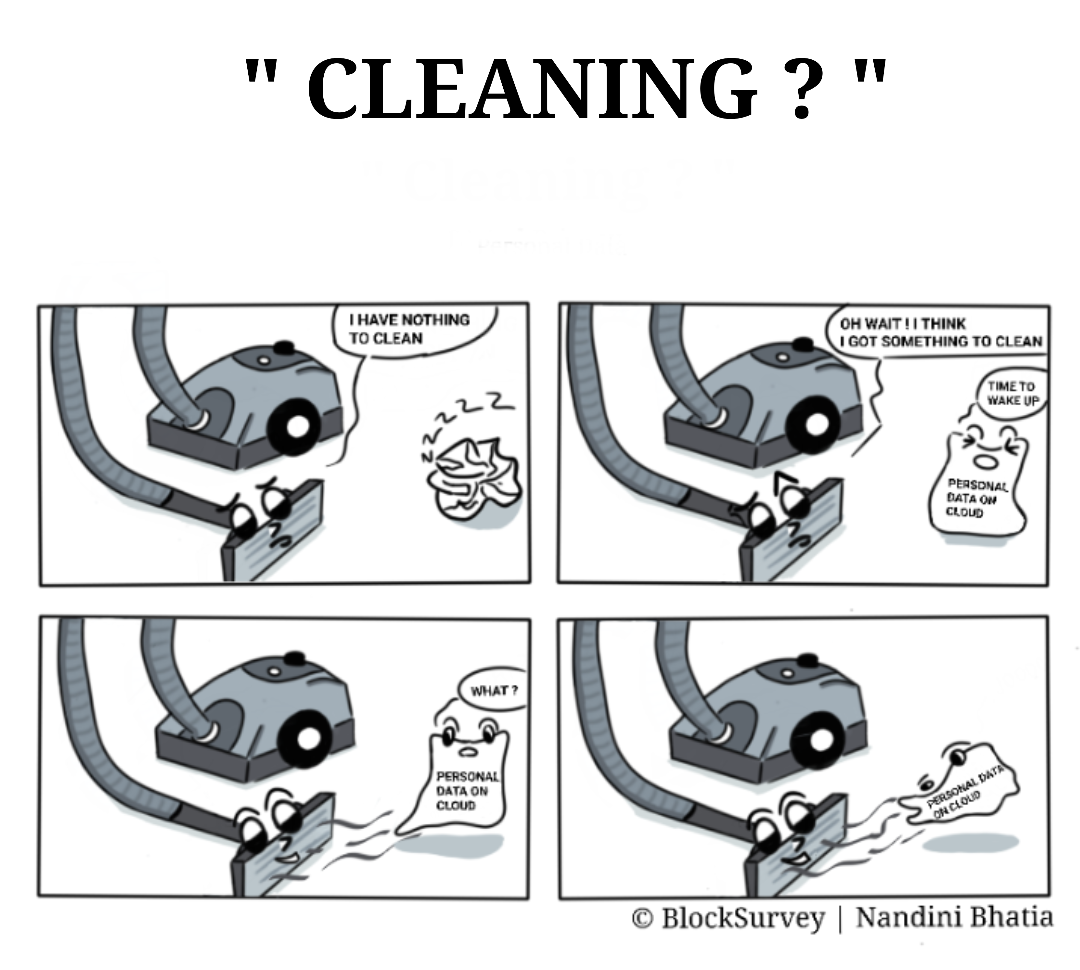 " CLEANING ? "
" Cleaning ? "
I HAVE NOTHING
TO CLEAN
Z Z Z Z Z Z
OH WAIT ! I THINK
I GOT SOMETHING TO CLEAN
TIME TO
WAKE UP
PERSONAL
DATA ON
CLOUD
WHAT ?
PERSONAL
DATA ON
CLOUD
PERSONAL DATA
ON CLOUD
© BlockSurvey | Nandini Bhatia